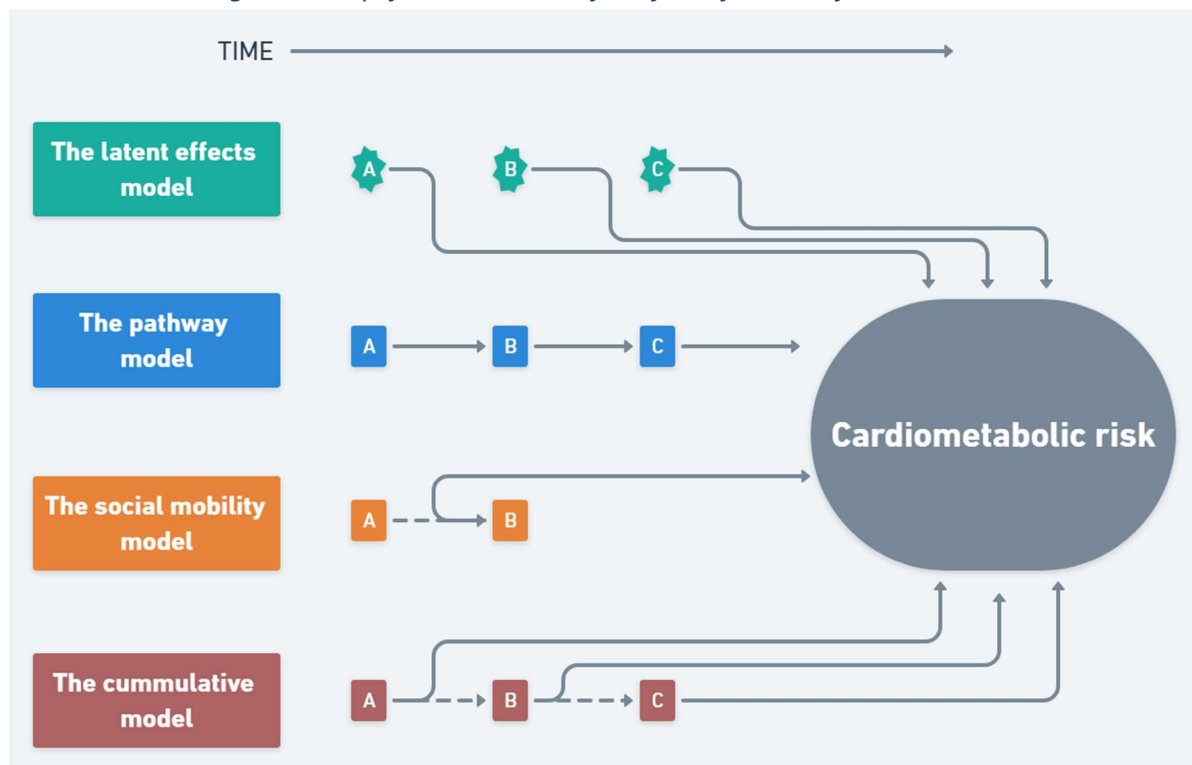 TIME
The latent effects
model
A
B
C
The pathway
model
A
B
C
Cardiometabolic risk
The social mobility
model
A
B
The cummulative
model
A
B
C